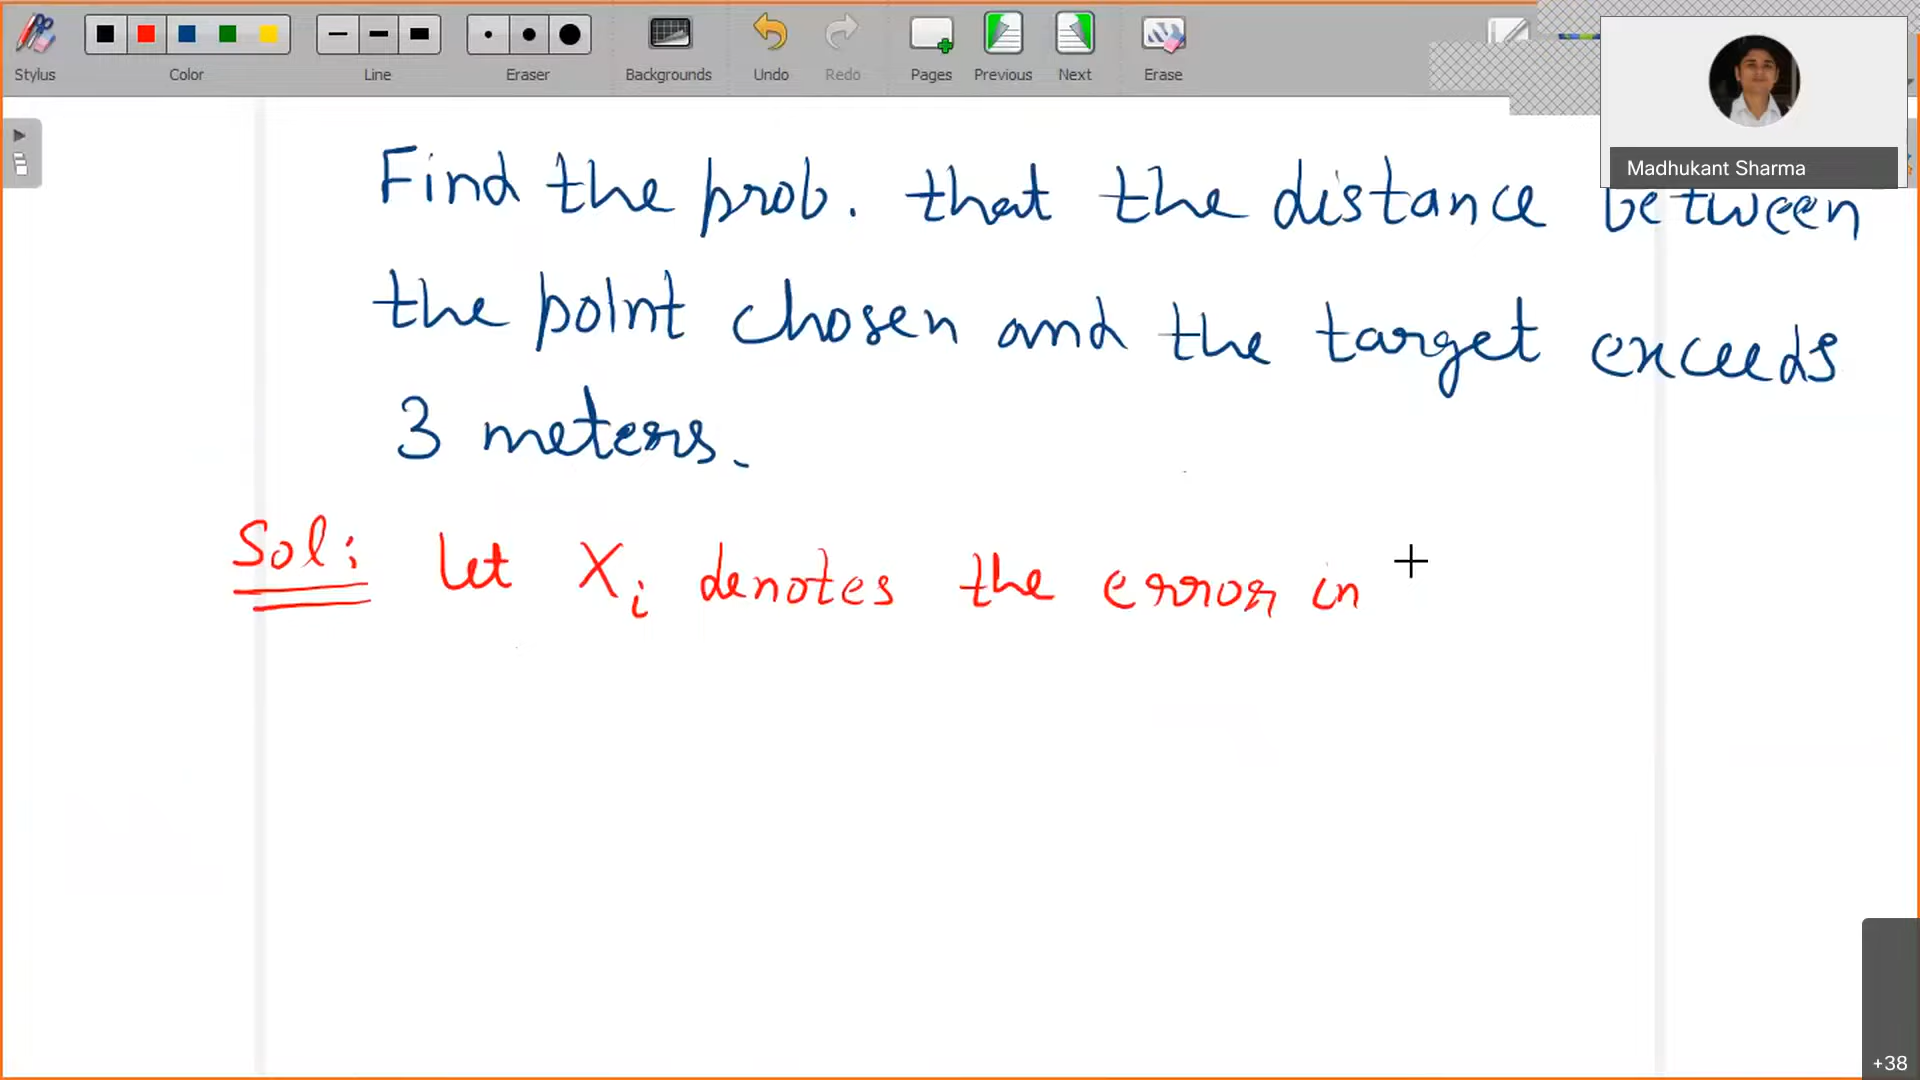 Stylus Color Line Eraser Backgrounds Undo Redo Pages Previous Next Erase
Madhukant Sharma
Find the prob. that the distance between
the point chosen and the target exceeds
3 meters.
Sol: Let Xi denotes the error in
+38